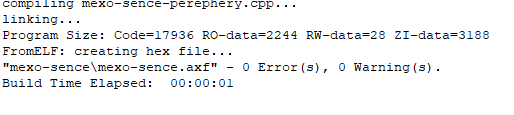 compiling mexo-sence-perephery.cpp...
linking...
Program Size: Code=17936 RO-data=2244 RW-data=28 ZI-data=3188
FromELF: creating hex file...
"mexo-sence\mexo-sence.axf" - 0 Error(s), 0 Warning(s).
Build Time Elapsed:  00:00:01